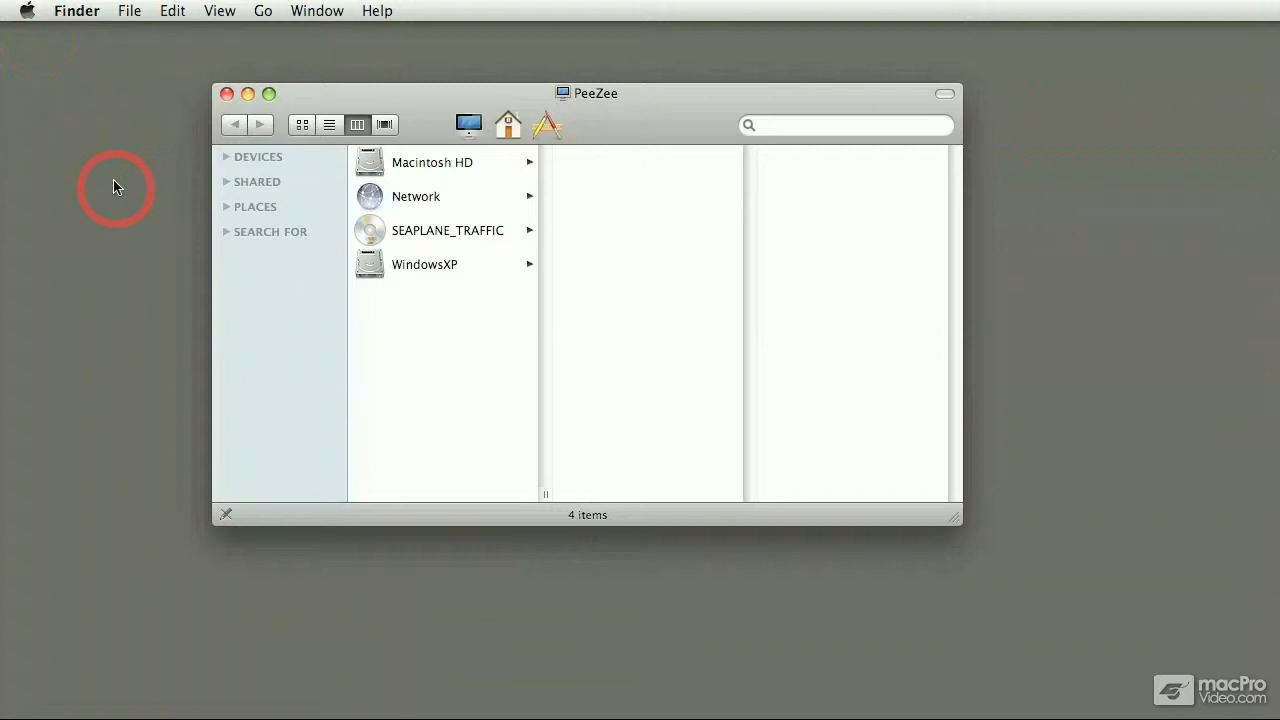 Finder File Edit View Go Window Help
PeeZee
DEVICES
SHARED
PLACES
SEARCH FOR
Macintosh HD
Network
SEAPLANE_TRAFFIC
WindowsXP
4 items
macPro
Video.com